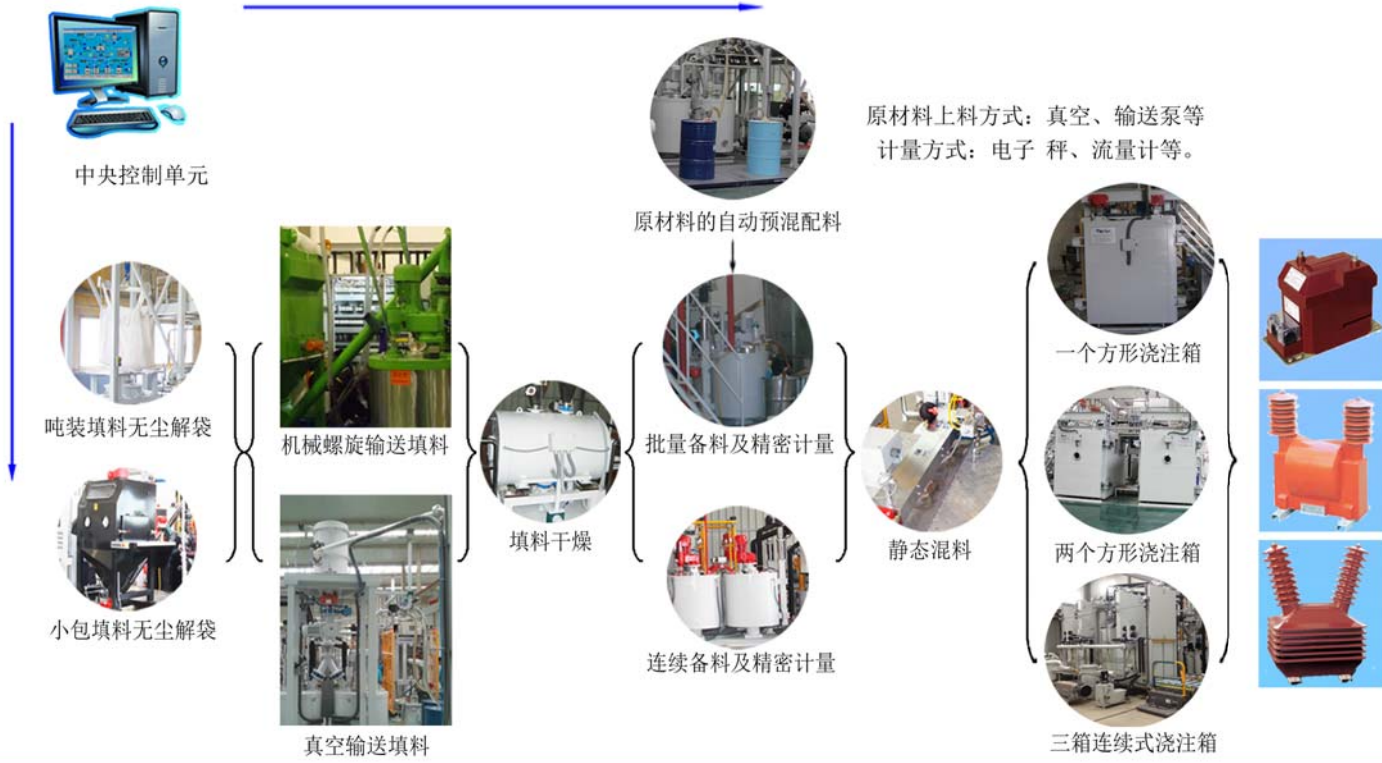 中央控制单元
原材料上料方式：真空、输送泵等
计量方式：电子 秤、流量计等。
原材料的自动预混配料
吨装填料无尘解袋
机械螺旋输送填料
批量备料及精密计量
一个方形浇注箱
填料干燥
静态混料
两个方形浇注箱
小包填料无尘解袋
连续备料及精密计量
真空输送填料
三箱连续式浇注箱